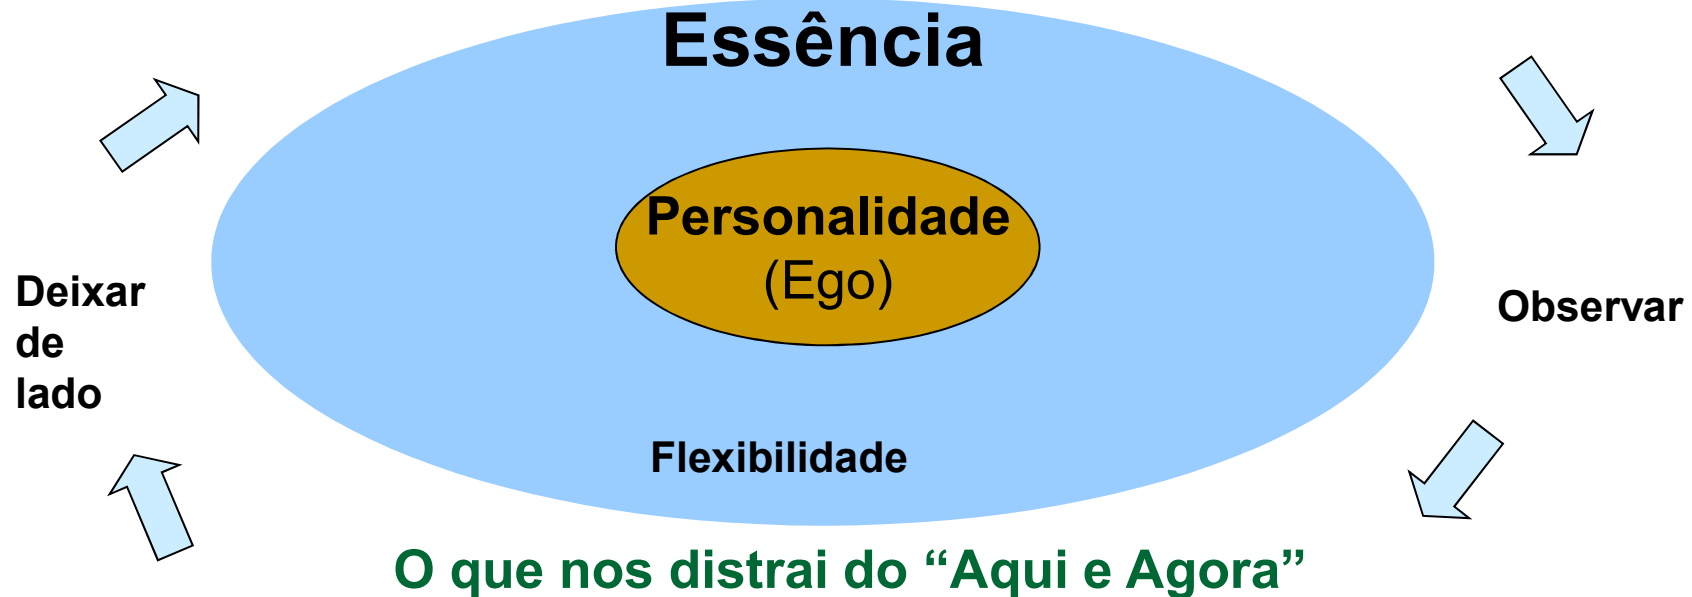 Essência
Personalidade
(Ego)
Deixar
de
lado
Observar
Flexibilidade
O que nos distrai do “Aqui e Agora”